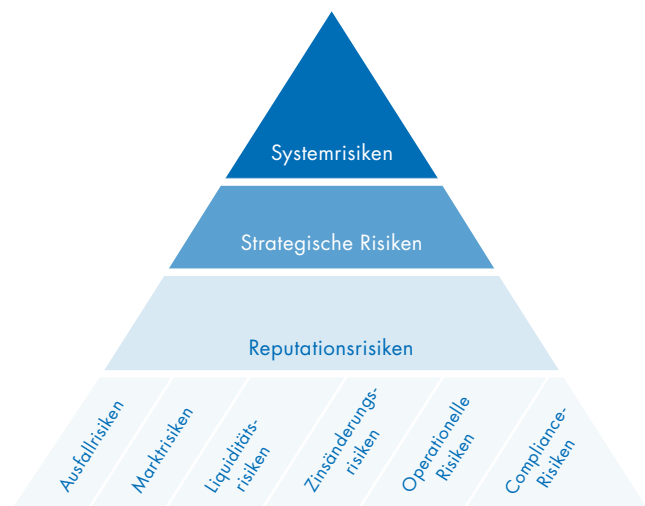 Systemrisiken
Strategische Risiken
Reputationsrisiken
Ausfallrisiken
Marktrisiken
Liquiditäts-
risiken
Zinsänderungs-
risiken
Operationelle
Risiken
Compliance-
Risiken